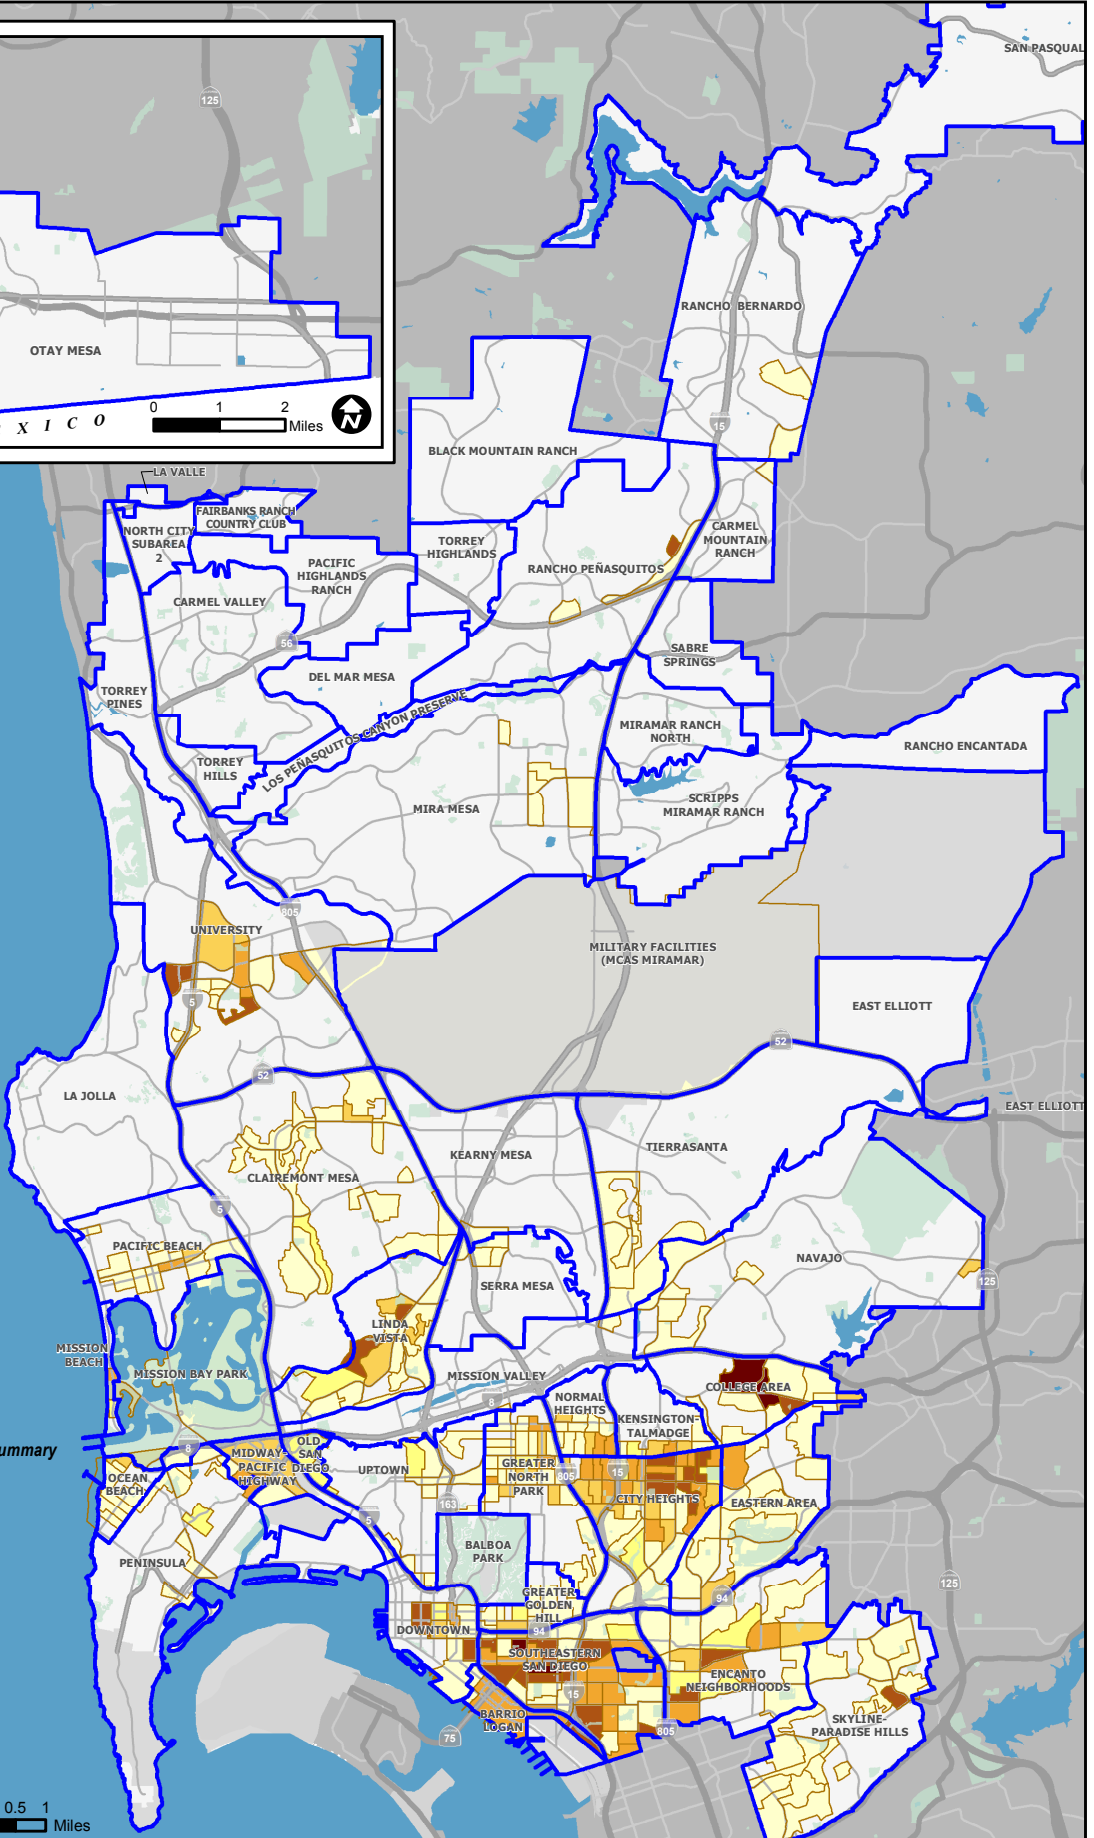 SAN PASQUAL
125
OTAY MESA
X I C O
0 1 2
Miles
N
RANCHO BERNARDO
15
BLACK MOUNTAIN RANCH
LA VALLE
FAIRBANKS RANCH
COUNTRY CLUB
NORTH CITY
SUBAREA
2
TORREY
HIGHLANDS
CARMEL
MOUNTAIN
RANCH
PACIFIC
HIGHLANDS
RANCH
RANCHO PEÑASQUITOS
CARMEL VALLEY
56
SABRE
SPRINGS
DEL MAR MESA
TORREY
PINES
LOS PEÑASQUITOS CANYON PRESERVE
MIRAMAR RANCH
NORTH
RANCHO ENCANTADA
TORREY
HILLS
MIRA MESA
SCRIPPS
MIRAMAR RANCH
805
UNIVERSITY
MILITARY FACILITIES
(MCAS MIRAMAR)
5
EAST ELLIOTT
52
52
LA JOLLA
EAST ELLIOTT
KEARNY MESA
TIERRASANTA
CLAIREMONT MESA
5
PACIFIC BEACH
NAVAJO
125
SERRA MESA
LINDA
VISTA
MISSION
BEACH
MISSION BAY PARK
MISSION VALLEY
COLLEGE AREA
8
NORMAL
HEIGHTS
KENSINGTON-
TALMADGE
ummary
8
OLD
SAN
DIEGO
MIDWAY-
PACIFIC
HIGHWAY
UPTOWN
GREATER
NORTH
PARK
805
15
OCEAN
BEACH
CITY HEIGHTS
EASTERN AREA
163
5
BALBOA
PARK
PENINSULA
125
94
GREATER
GOLDEN
HILL
DOWNTOWN
94
SOUTHEASTERN
SAN DIEGO
ENCANTO
NEIGHBORHOODS
15
BARRIO
LOGAN
SKYLINE-
PARADISE HILLS
805
75
0.5 1
Miles